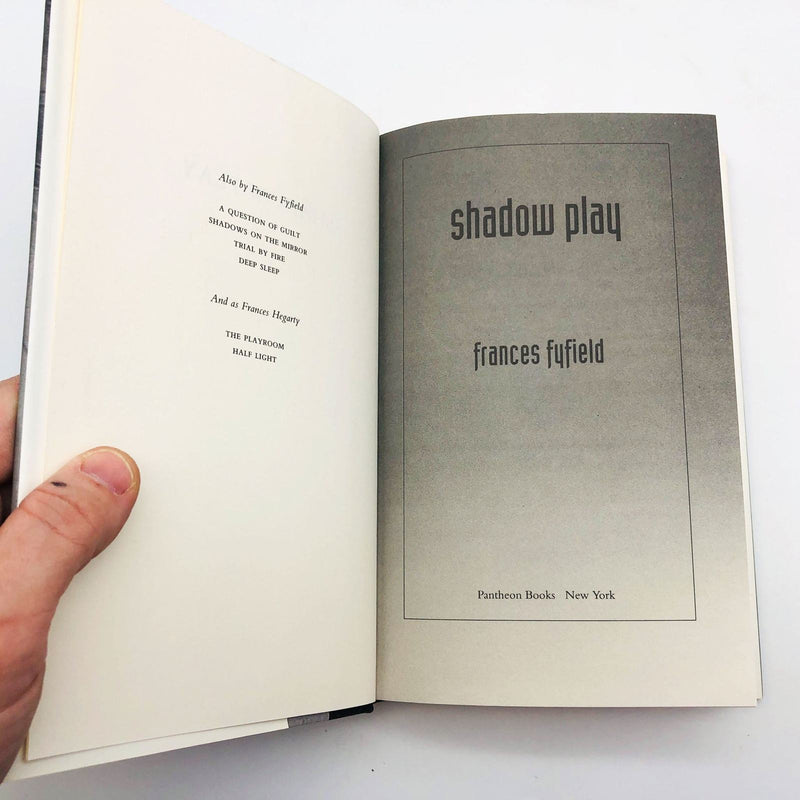 Also by Frances Fyfield
A QUESTION OF GUILT
SHADOWS ON THE MIRROR
TRIAL BY FIRE
DEEP SLEEP
And as Frances Hegarty
THE PLAYROOM
HALF LIGHT
shadow play
frances fyfield
Pantheon Books New York